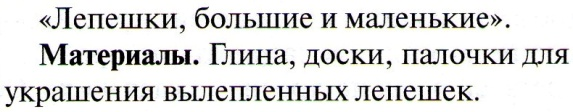 «Лепешки, большие и маленькие».
Материалы. Глина, доски, палочки для
украшения вылепленных лепешек.